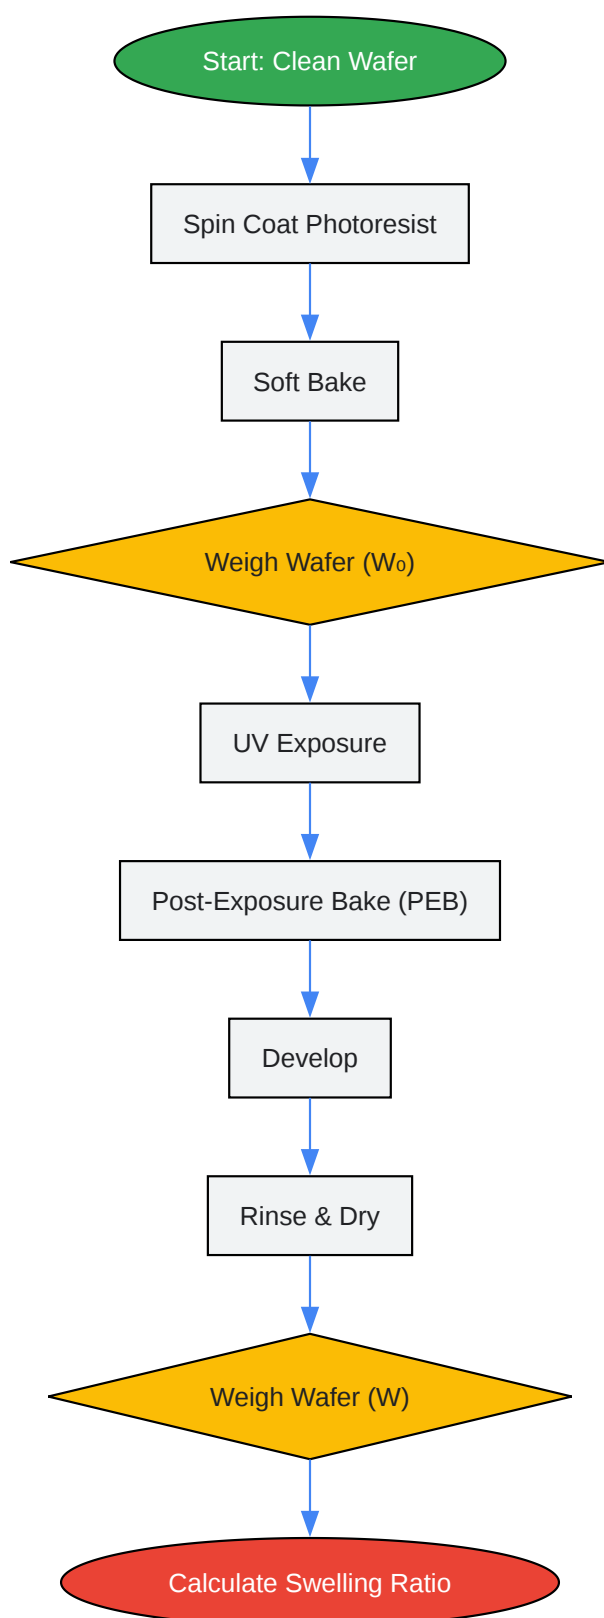 Start: Clean Wafer
Spin Coat Photoresist
Soft Bake
Weigh Wafer (W₀)
UV Exposure
Post-Exposure Bake (PEB)
Develop
Rinse & Dry
Weigh Wafer (W)
Calculate Swelling Ratio